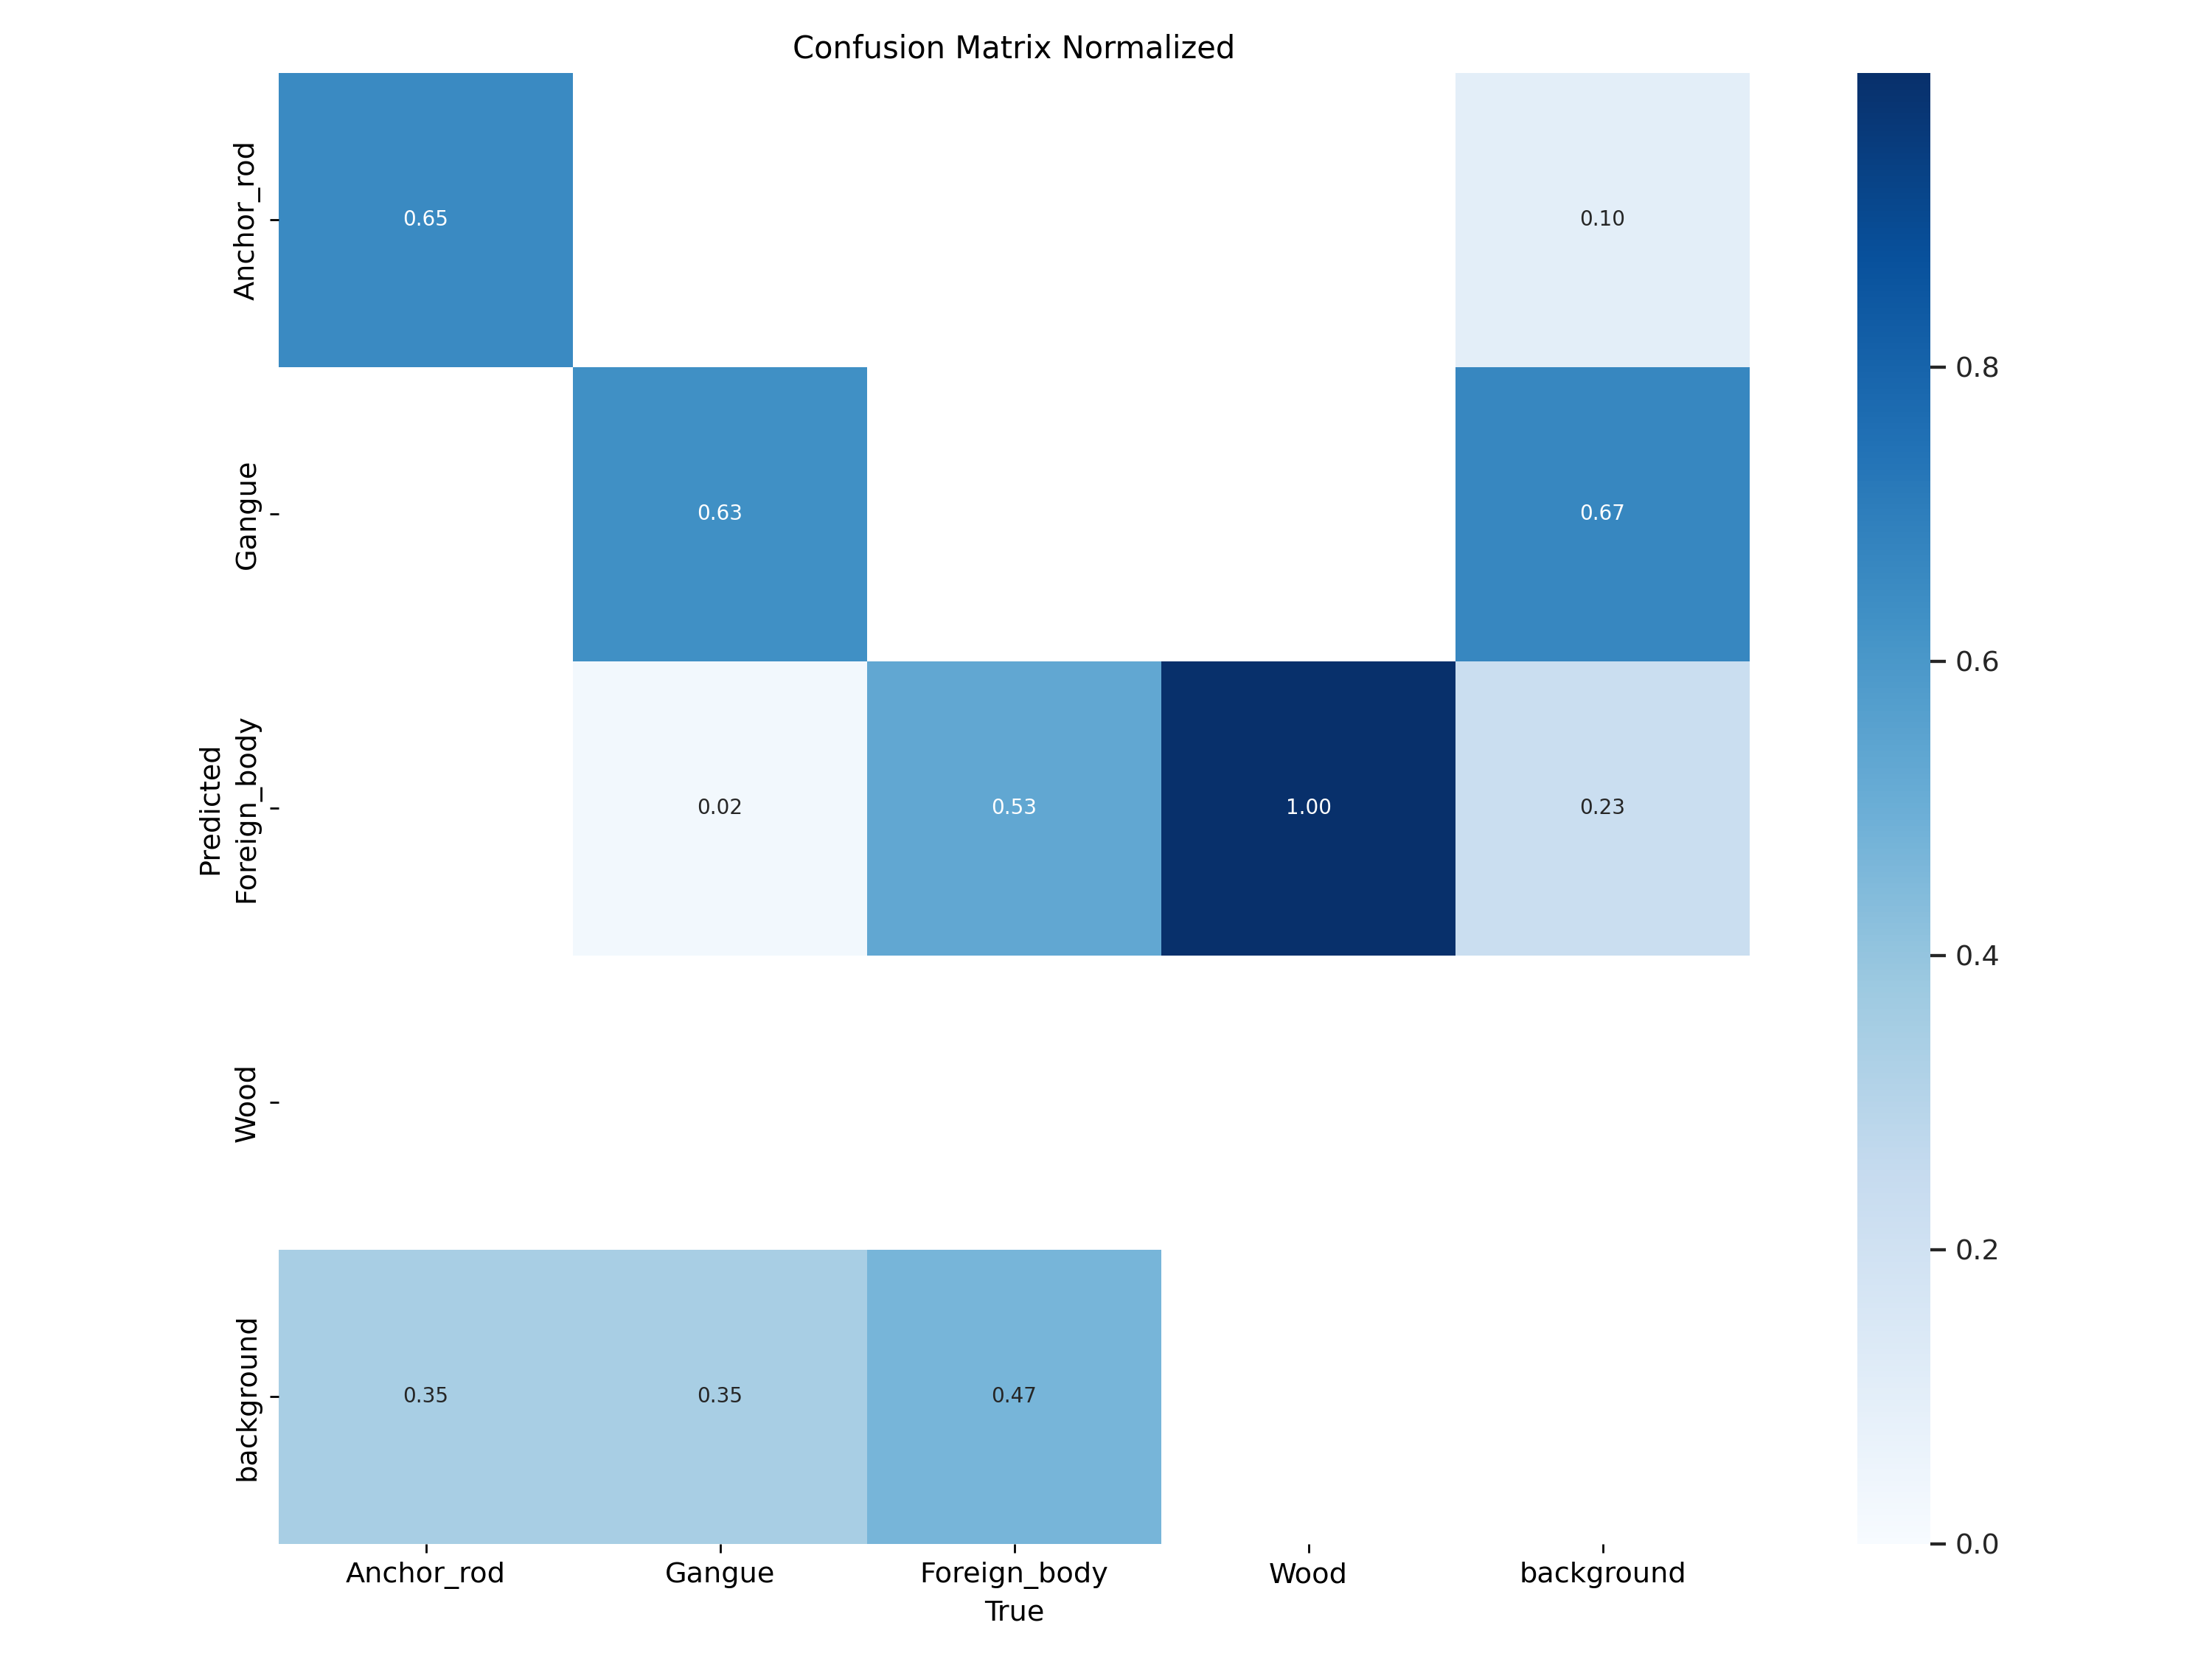 Confusion Matrix Normalized
Predicted
Anchor_rod
0.65
0.10
Gangue
0.63
0.67
Foreign_body
0.02
0.53
1.00
0.23
Wood
background
0.35
0.35
0.47
Anchor_rod
Gangue
Foreign_body
Wood
background
True
0.8
0.6
0.4
0.2
0.0